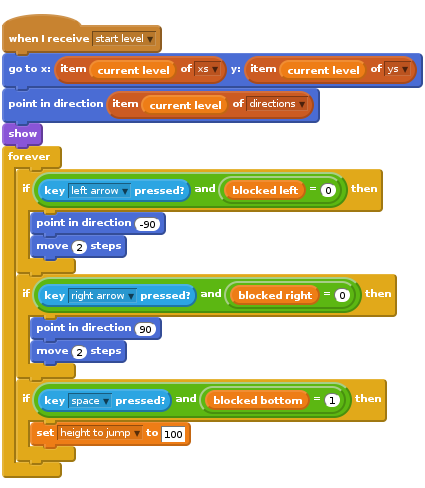 when I receive start level
go to x: item current level of xs y: item current level of ys
point in direction item current level of directions
show
forever
if key left arrow pressed? and blocked left = 0 then
point in direction -90
move 2 steps
if key right arrow pressed? and blocked right = 0 then
point in direction 90
move 2 steps
if key space pressed? and blocked bottom = 1 then
set height to jump to 100